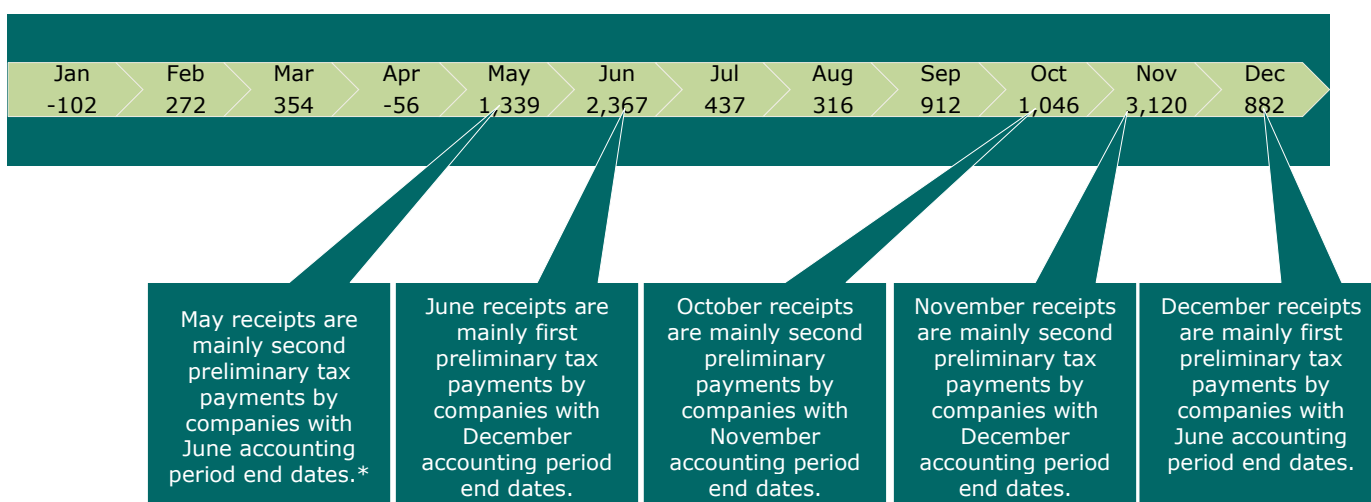 Jan Feb Mar Apr May Jun Jul Aug Sep Oct Nov Dec
-102 272 354 -56 1,339 2,367 437 316 912 1,046 3,120 882
May receipts are
mainly second
preliminary tax
payments by
companies with
June accounting
period end dates.*
June receipts are
mainly first
preliminary tax
payments by
companies with
December
accounting period
end dates.
October receipts
are mainly second
preliminary
payments by
companies with
November
accounting period
end dates.
November receipts
are mainly second
preliminary tax
payments by
companies with
December
accounting period
end dates.
December receipts
are mainly first
preliminary tax
payments by
companies with
June accounting
period end dates.